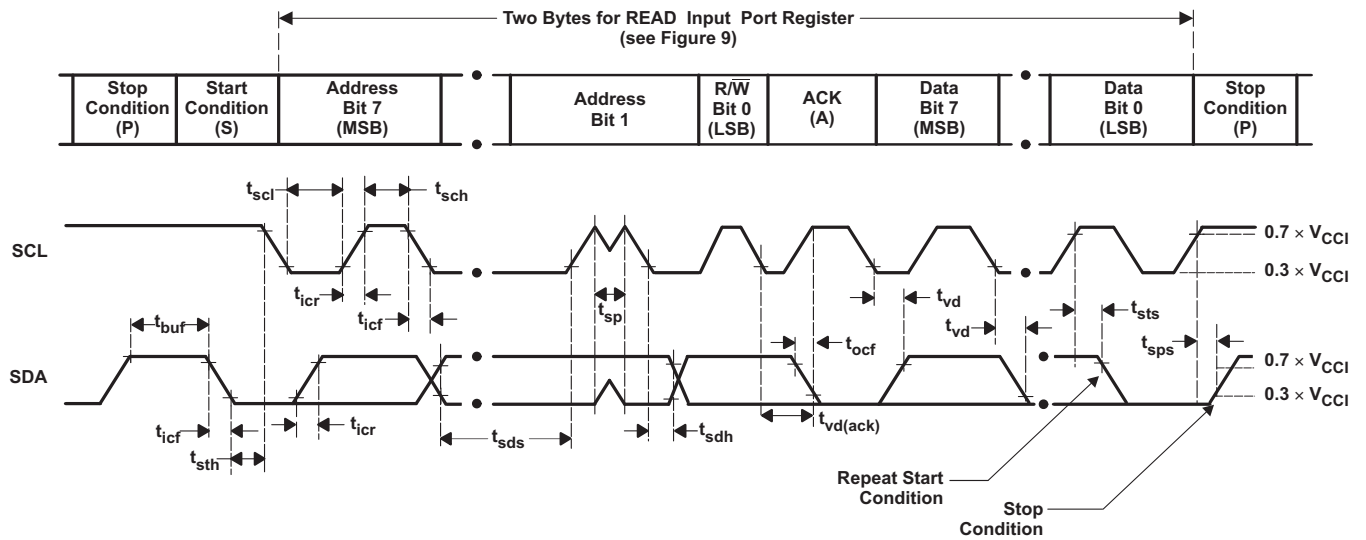 Two Bytes for READ Input Port Register
(see Figure 9)
Stop
Condition
(P)
Start
Condition
(S)
Address
Bit 7
(MSB)
Address
Bit 1
R/W̅
Bit 0
(LSB)
ACK
(A)
Data
Bit 7
(MSB)
Data
Bit 0
(LSB)
Stop
Condition
(P)
tscl
tsch
SCL
0.7 × VCCI
0.3 × VCCI
ticr
ticf
tsp
tvd
tvd
tsts
tbuf
tocf
tsps
SDA
0.7 × VCCI
0.3 × VCCI
ticf
ticr
tsth
tsds
tsdh
tvd(ack)
Repeat Start
Condition
Stop
Condition